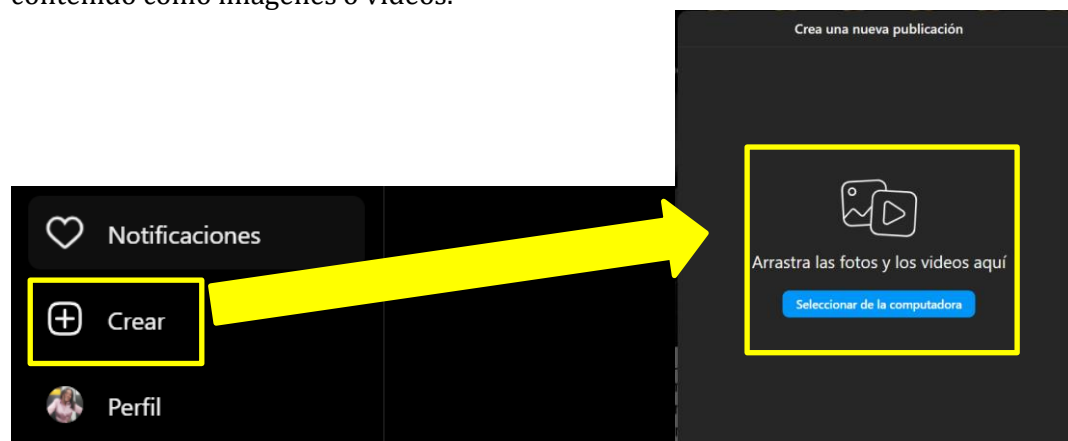 contenido como imágenes o videos.
Crea una nueva publicación
Notificaciones
Crear
Perfil
Arrastra las fotos y los videos aquí
Seleccionar de la computadora